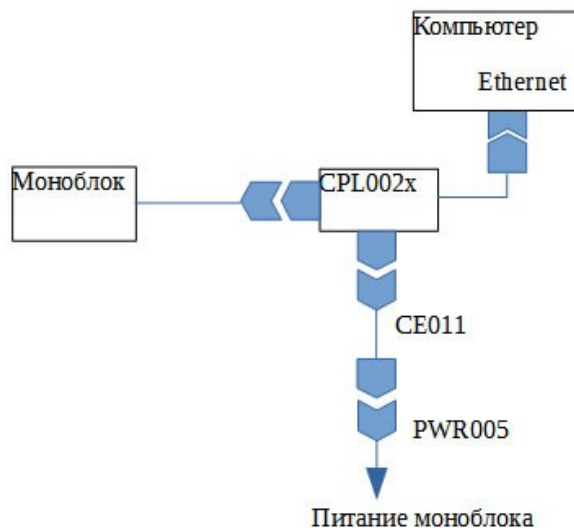 Компьютер
Ethernet
Моноблок
CPL002x
CE011
PWR005
Питание моноблока